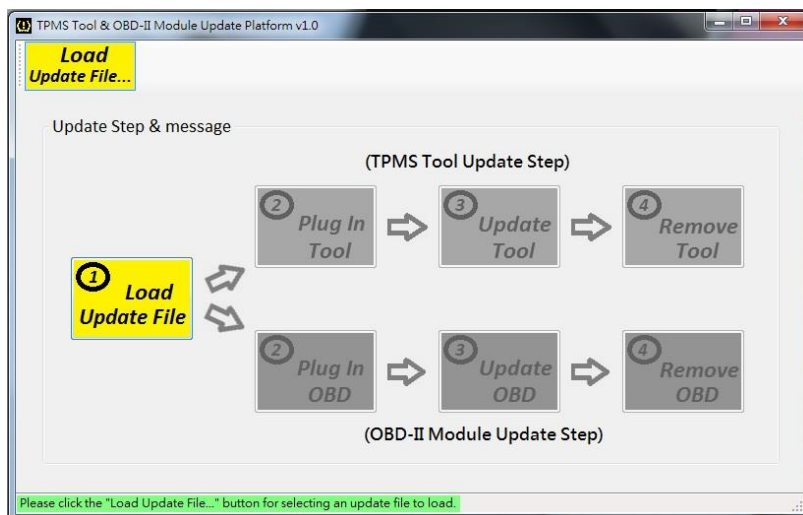 TPMS Tool & OBD-II Module Update Platform v1.0
Load
Update File...
Update Step & message
(TPMS Tool Update Step)
2
Plug In
Tool
3
Update
Tool
4
Remove
Tool
1
Load
Update File
2
Plug In
OBD
3
Update
OBD
4
Remove
OBD
(OBD-II Module Update Step)
Please click the "Load Update File..." button for selecting an update file to load.